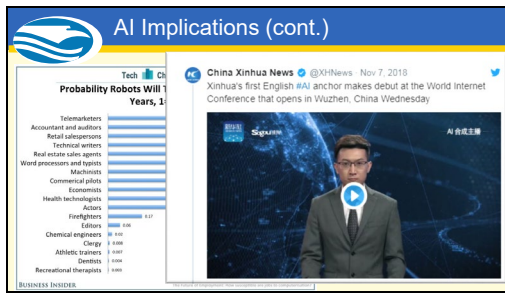 AI Implications (cont.)
Tech
Ch
Probability Robots Will T
Years, 1=
Telemarketers
Accountant and auditors
Retail salespersons
Technical writers
Real estate sales agents
Word processors and typists
Machinists
Commerical pilots
Economists
Health technologists
Actors
Firefighters 0.17
Editors 0.06
Chemical engineers 0.02
Clergy 0.008
Athletic trainers 0.007
Dentists 0.004
Recreational therapists 0.003
BUSINESS INSIDER
China Xinhua News @XHNews · Nov 7, 2018
Xinhua's first English #AI anchor makes debut at the World Internet
Conference that opens in Wuzhen, China Wednesday
AI 合成主播